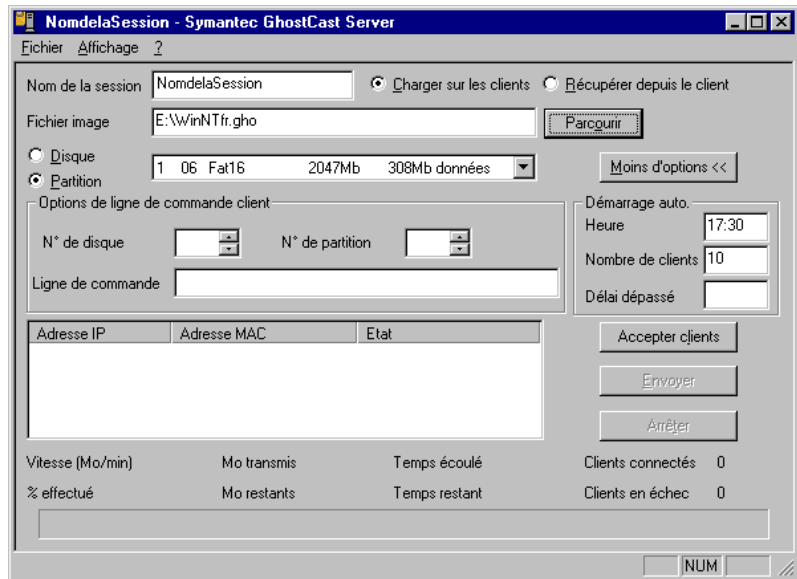 NomdelaSession - Symantec GhostCast Server
Fichier Affichage ?
Nom de la session NomdelaSession Charger sur les clients Récupérer depuis le client
Fichier image E:\WinNTfr.gho Parcourir
Disque
Partition
1 06 Fat16 2047Mb 308Mb données Moins d'options <<
Options de ligne de commande client
N° de disque N° de partition
Ligne de commande
Démarrage auto.
Heure 17:30
Nombre de clients 10
Délai dépassé
Adresse IP Adresse MAC Etat
Accepter clients
Envoyer
Arrêter
Vitesse (Mo/min) Mo transmis Temps écoulé Clients connectés 0
% effectué Mo restants Temps restant Clients en échec 0
NUM